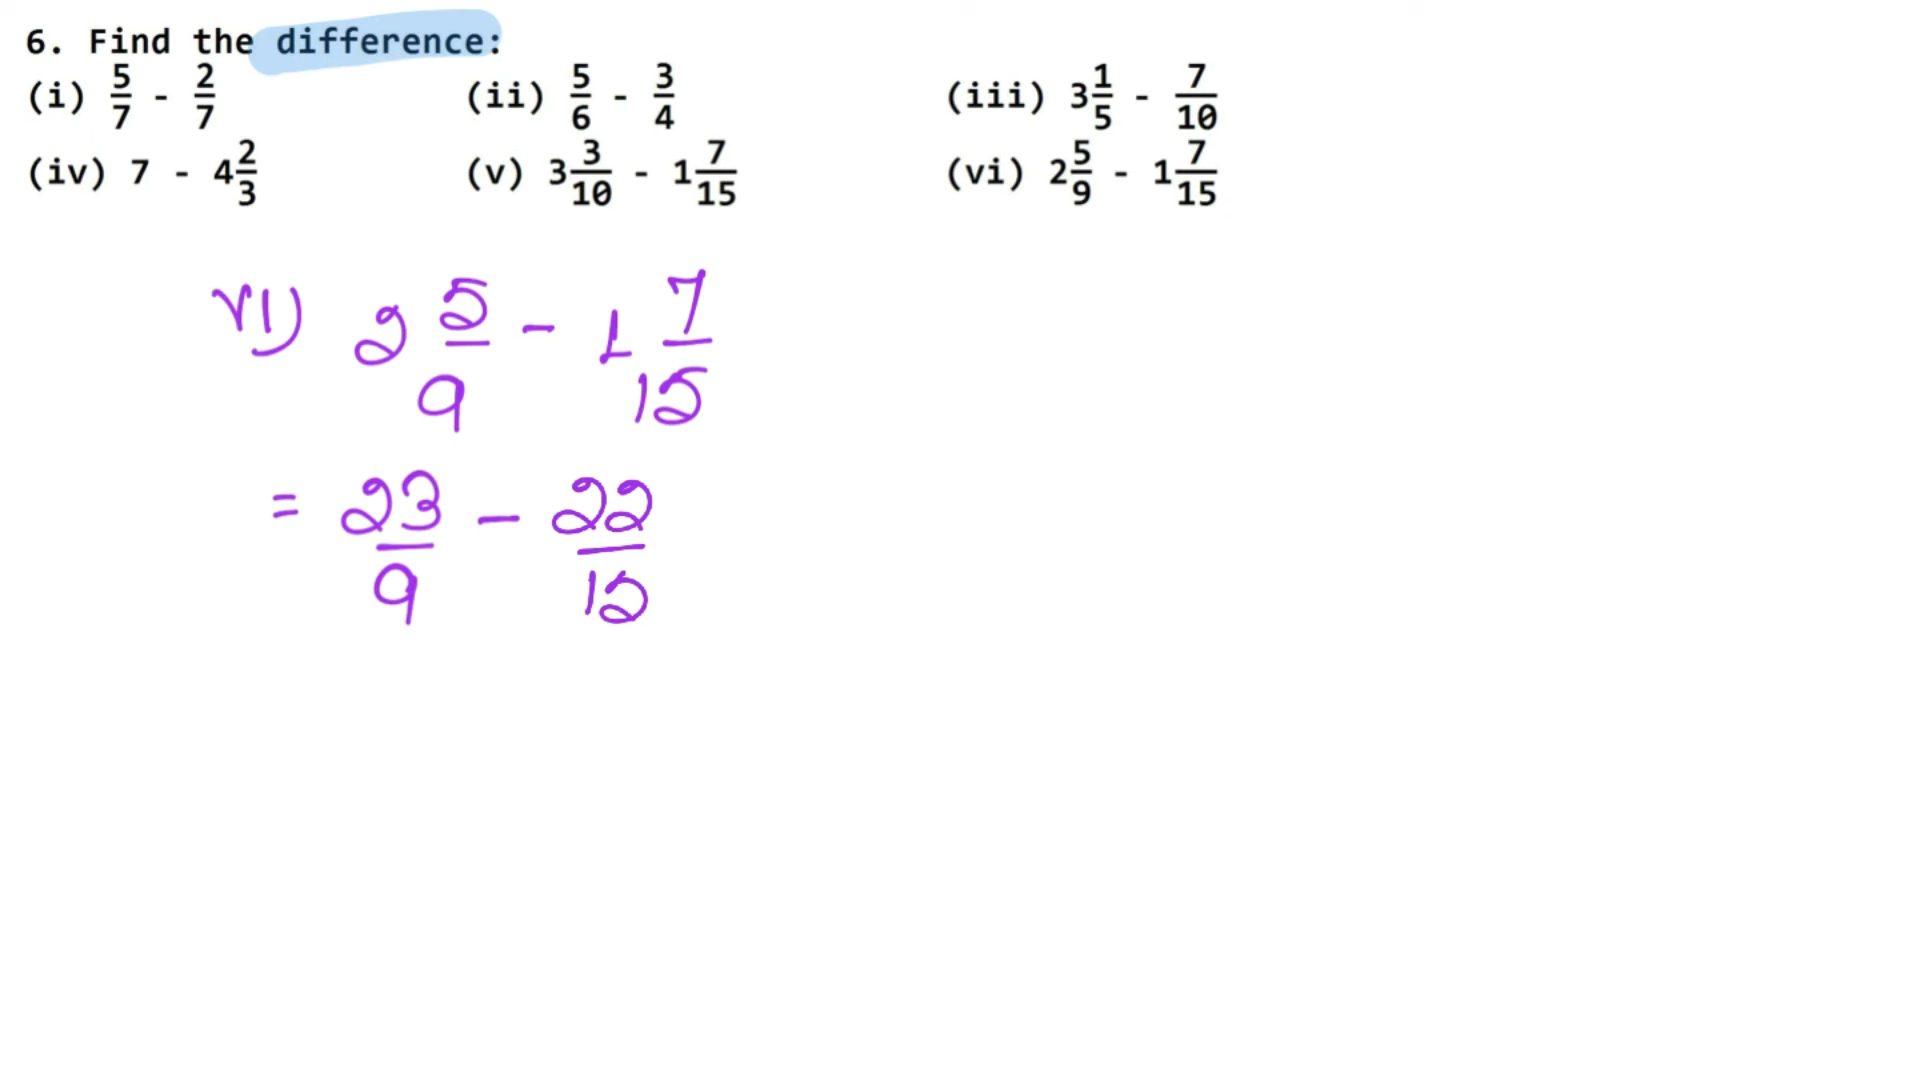 6. Find the difference:
(i) 5/7 - 2/7 (ii) 5/6 - 3/4 (iii) 3 1/5 - 7/10
(iv) 7 - 4 2/3 (v) 3 3/10 - 1 7/15 (vi) 2 5/9 - 1 7/15
VI) 2 5/9 - 1 7/15
= 23/9 - 22/15